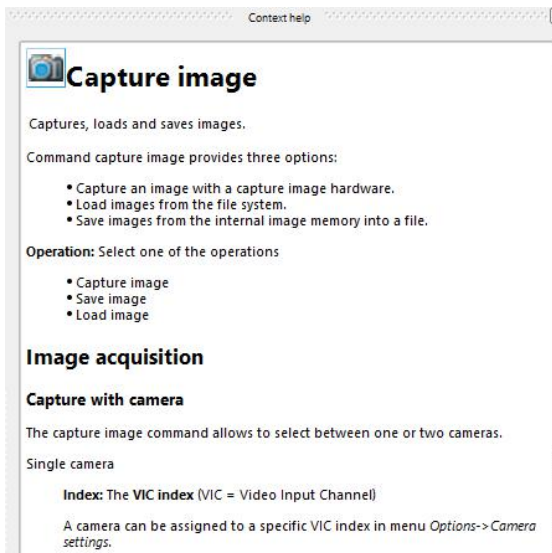 Context help
Capture image
Captures, loads and saves images.
Command capture image provides three options:
• Capture an image with a capture image hardware.
• Load images from the file system.
• Save images from the internal image memory into a file.
Operation: Select one of the operations
• Capture image
• Save image
• Load image
Image acquisition
Capture with camera
The capture image command allows to select between one or two cameras.
Single camera
Index: The VIC index (VIC = Video Input Channel)
A camera can be assigned to a specific VIC index in menu Options->Camera
settings.